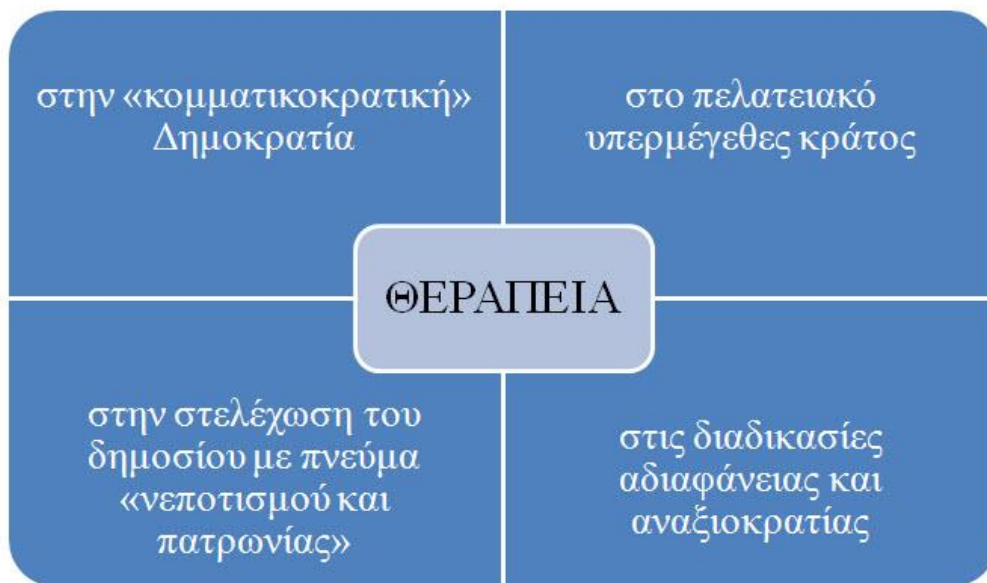 στην «κομματικοκρατική»
Δημοκρατία
στο πελατειακό
υπερμέγεθες κράτος
ΘΕΡΑΠΕΙΑ
στην στελέχωση του
δημοσίου με πνεύμα
«νεποτισμού και
πατρωνίας»
στις διαδικασίες
αδιαφάνειας και
αναξιοκρατίας